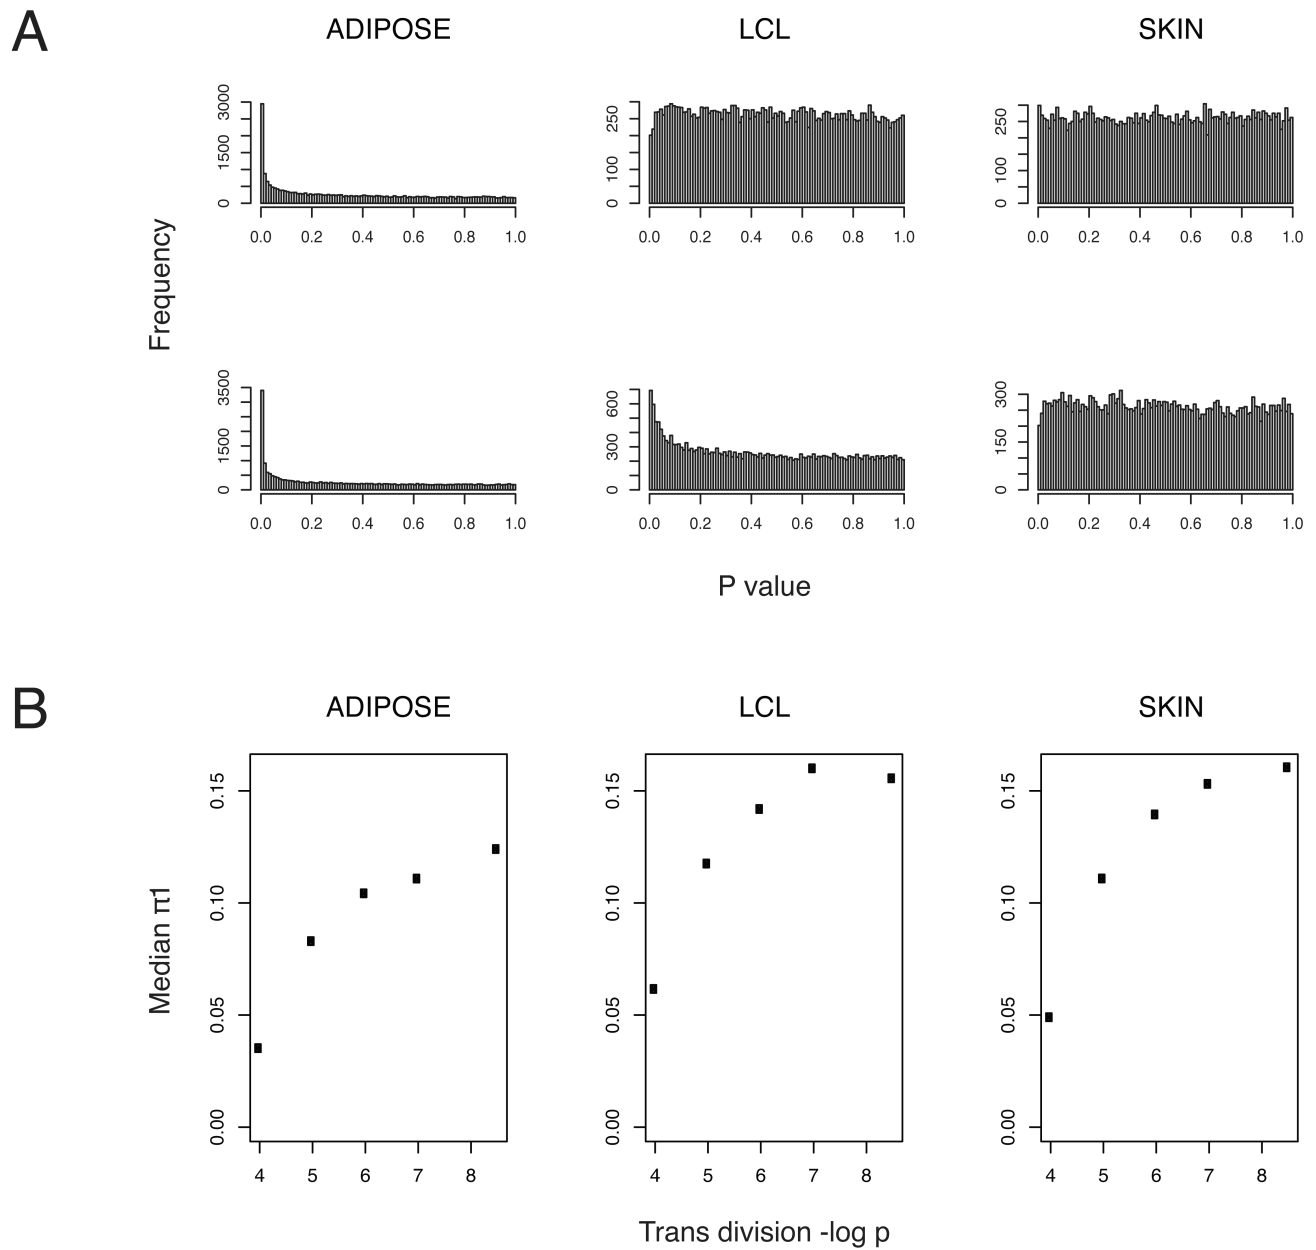 A
ADIPOSE LCL SKIN
Frequency
0 1500 3000
0.0 0.2 0.4 0.6 0.8 1.0
0 100 250
0.0 0.2 0.4 0.6 0.8 1.0
0 100 250
0.0 0.2 0.4 0.6 0.8 1.0
0 1500 3500
0.0 0.2 0.4 0.6 0.8 1.0
0 300 600
0.0 0.2 0.4 0.6 0.8 1.0
0 150 300
0.0 0.2 0.4 0.6 0.8 1.0
P value
B
ADIPOSE LCL SKIN
Median π1
0.00 0.05 0.10 0.15
4 5 6 7 8
0.00 0.05 0.10 0.15
4 5 6 7 8
0.00 0.05 0.10 0.15
4 5 6 7 8
Trans division -log p